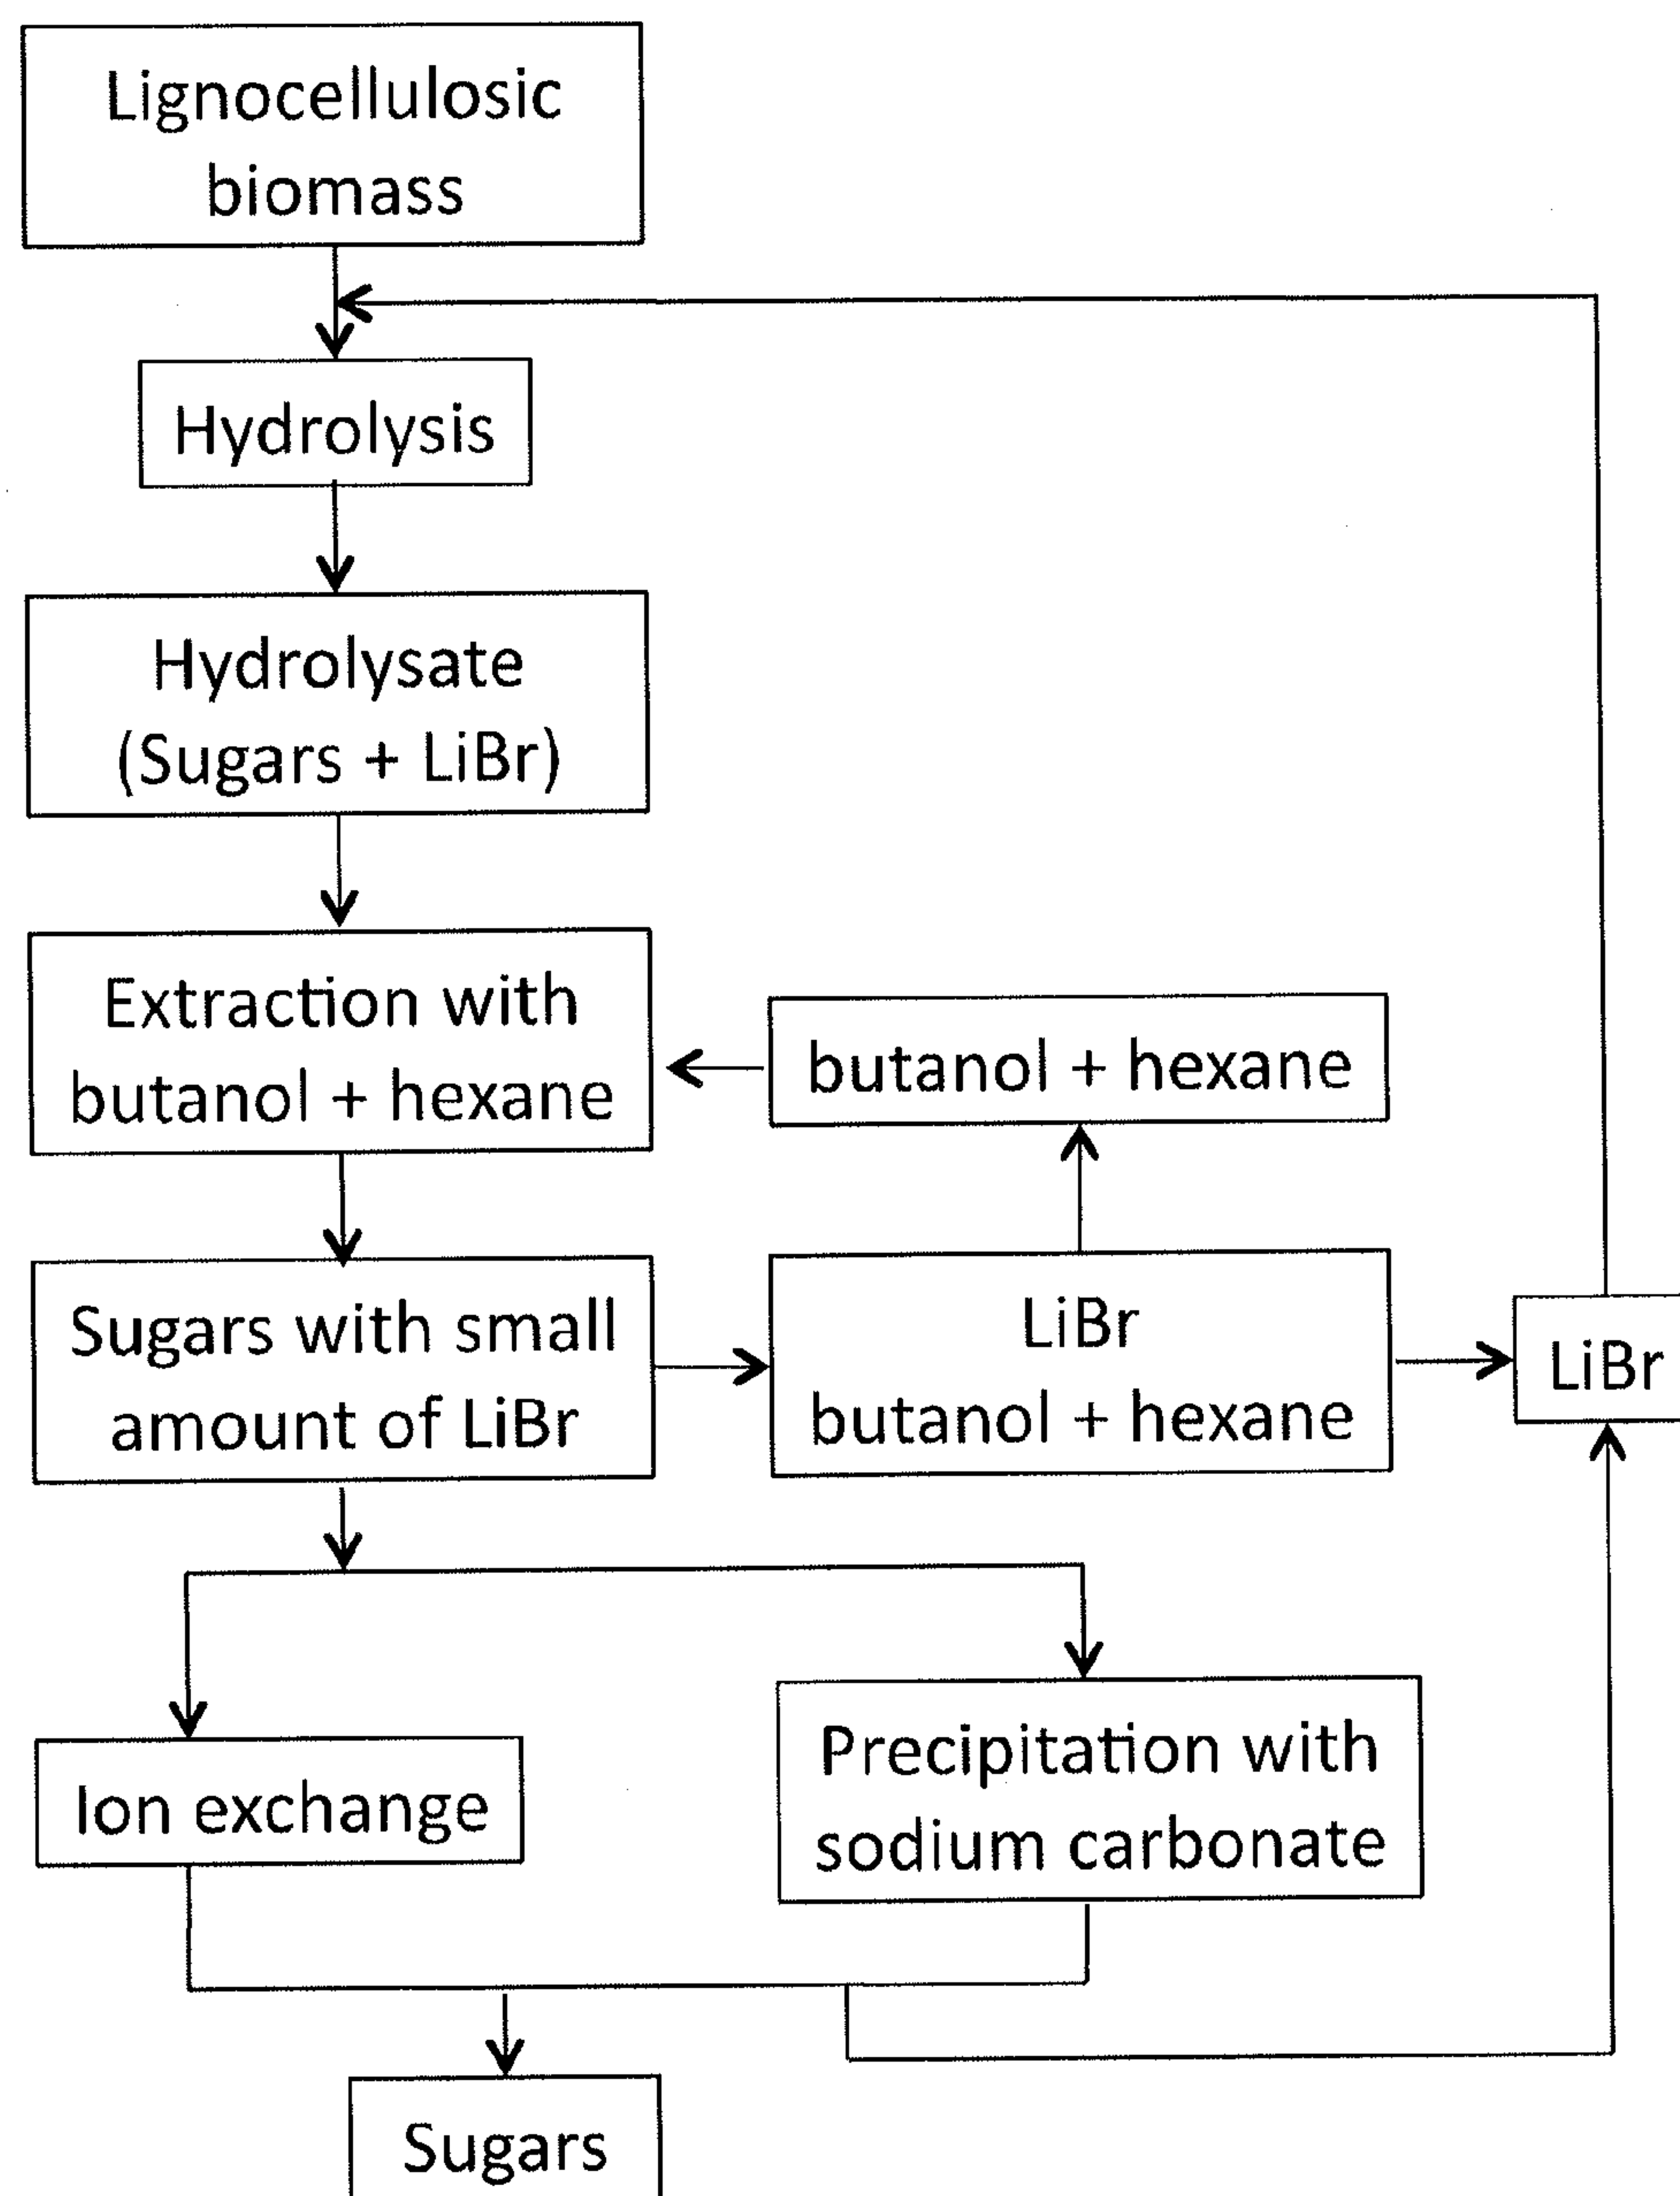 Lignocellulosic
biomass
Hydrolysis
Hydrolysate
(Sugars + LiBr)
Extraction with
butanol + hexane
butanol + hexane
Sugars with small
amount of LiBr
LiBr
butanol + hexane
LiBr
Ion exchange
Precipitation with
sodium carbonate
Sugars